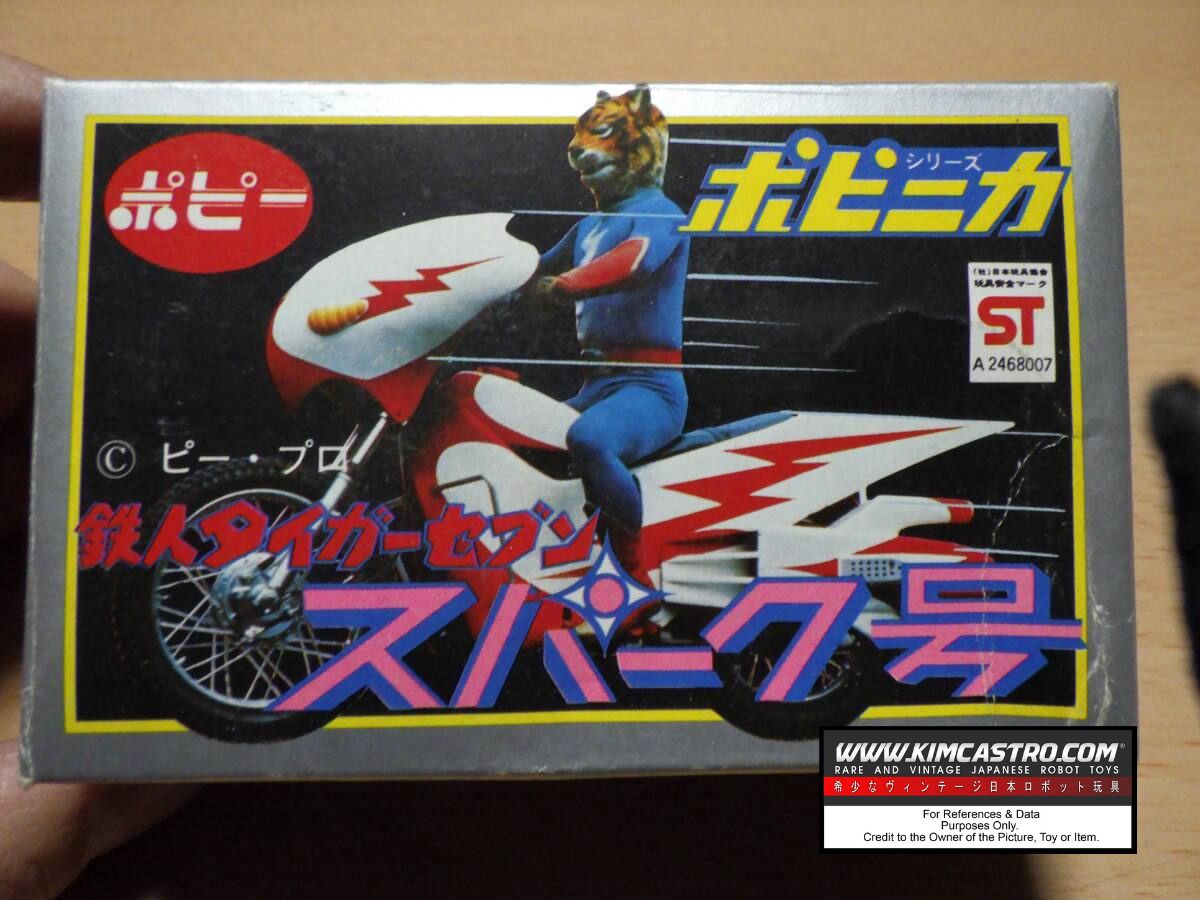 ポピー
シリーズ
ポピニカ
(社)日本玩具協会
玩具安全マーク
ST
A 2468007
© ピー・プロ
鉄人タイガーセブン
スパーク号
WWW.KIMCASTRO.COM®
RARE AND VINTAGE JAPANESE ROBOT TOYS
希少なヴィンテージ日本ロボット玩具
For References & Data
Purposes Only.
Credit to the Owner of the Picture, Toy or Item.